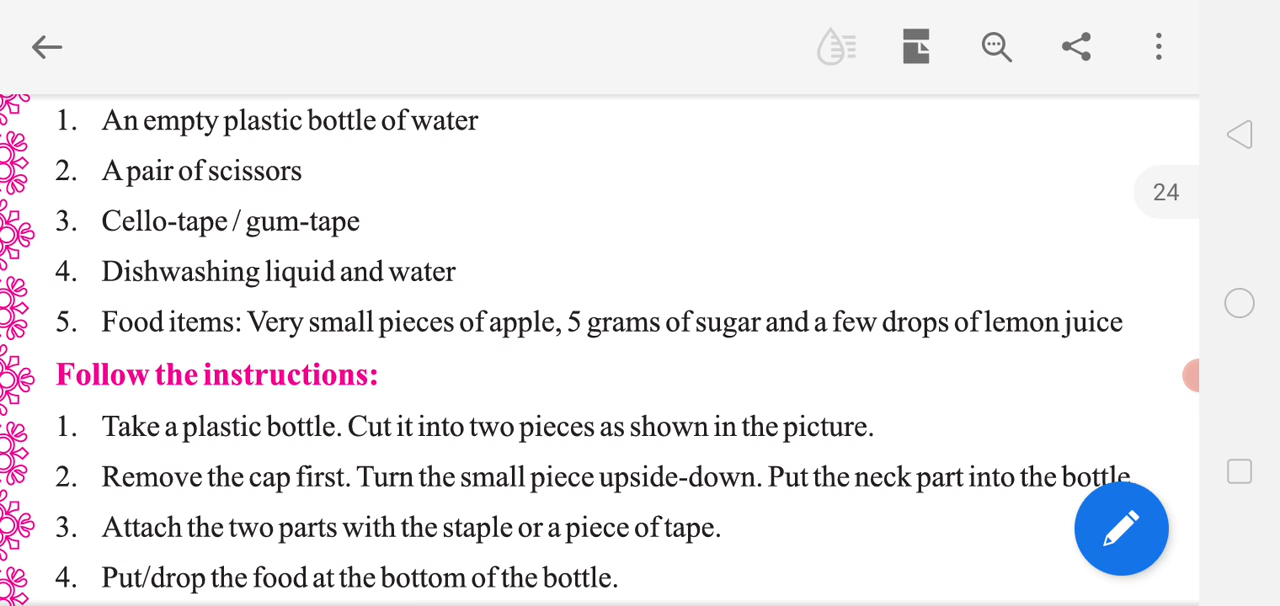 1. An empty plastic bottle of water
24
2. A pair of scissors
3. Cello-tape / gum-tape
4. Dishwashing liquid and water
5. Food items: Very small pieces of apple, 5 grams of sugar and a few drops of lemon juice
Follow the instructions:
1. Take a plastic bottle. Cut it into two pieces as shown in the picture.
2. Remove the cap first. Turn the small piece upside-down. Put the neck part into the bottle
3. Attach the two parts with the staple or a piece of tape.
4. Put/drop the food at the bottom of the bottle.